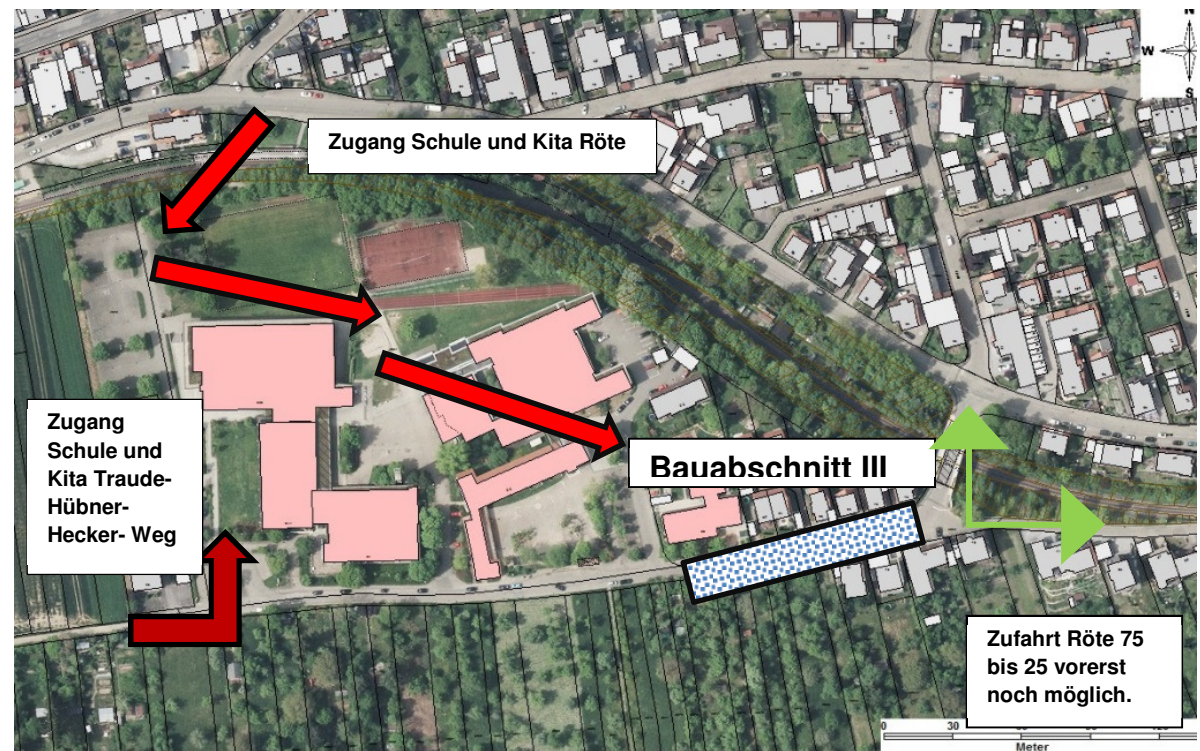 N
W
S
Zugang Schule und Kita Röte
Zugang
Schule und
Kita Traude-
Hübner-
Hecker- Weg
Bauabschnitt III
Zufahrt Röte 75
bis 25 vorerst
noch möglich.
0 30
Meter